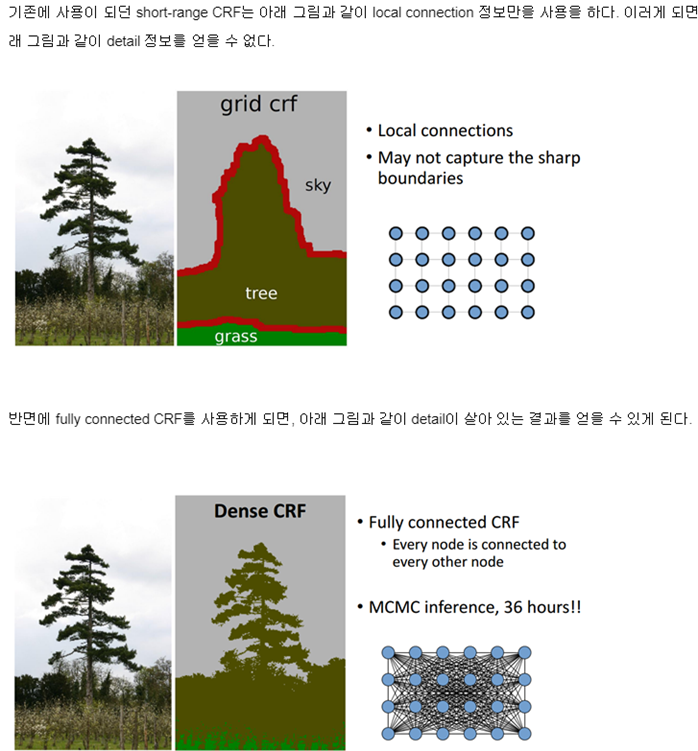 기존에 사용이 되던 short-range CRF는 아래 그림과 같이 local connection 정보만을 사용을 하다. 이러게 되면
래 그림과 같이 detail 정보를 얻을 수 없다.
grid crf
sky
tree
grass
• Local connections
• May not capture the sharp
boundaries
반면에 fully connected CRF를 사용하게 되면, 아래 그림과 같이 detail이 살아 있는 결과를 얻을 수 있게 된다.
Dense CRF
• Fully connected CRF
• Every node is connected to
every other node
• MCMC inference, 36 hours!!